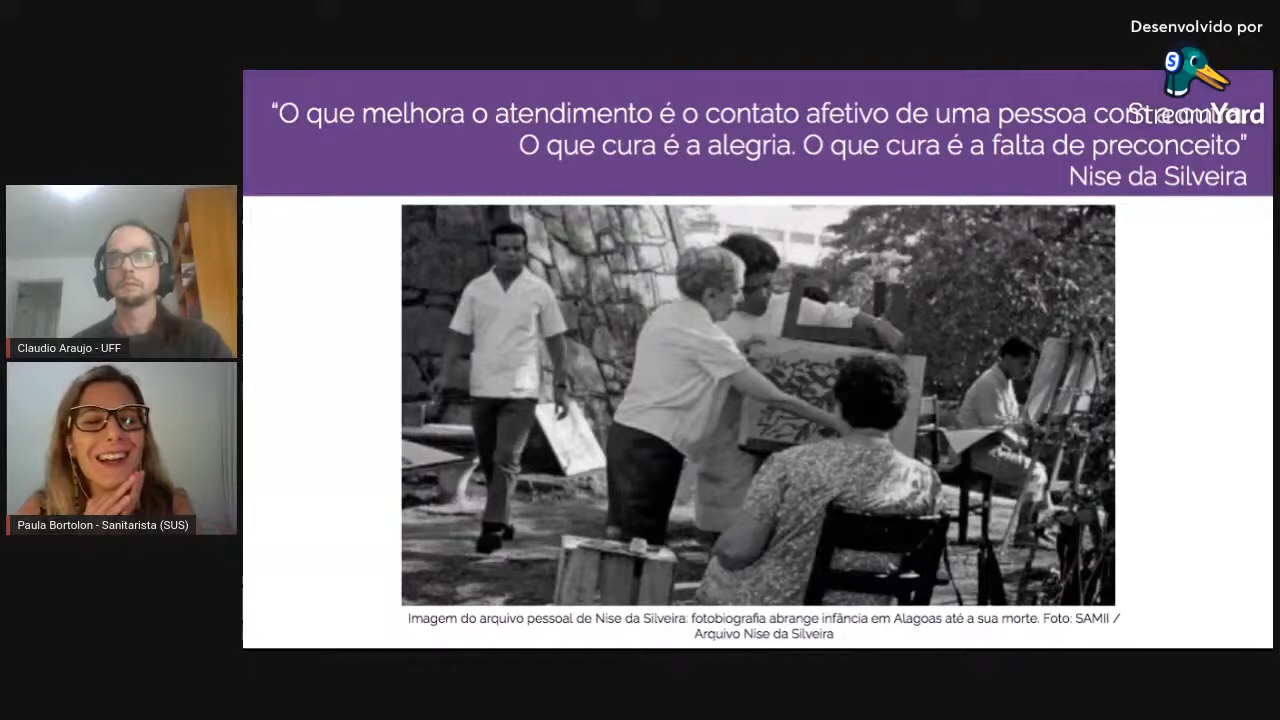 Desenvolvido por
StreamYard
“O que melhora o atendimento é o contato afetivo de uma pessoa com
O que cura é a alegria. O que cura é a falta de preconceito”
Nise da Silveira
Claudio Araujo - UFF
Paula Bortolon - Sanitarista (SUS)
Imagem do arquivo pessoal de Nise da Silveira: fotobiografia abrange infância em Alagoas até a sua morte. Foto: SAMII /
Arquivo Nise da Silveira